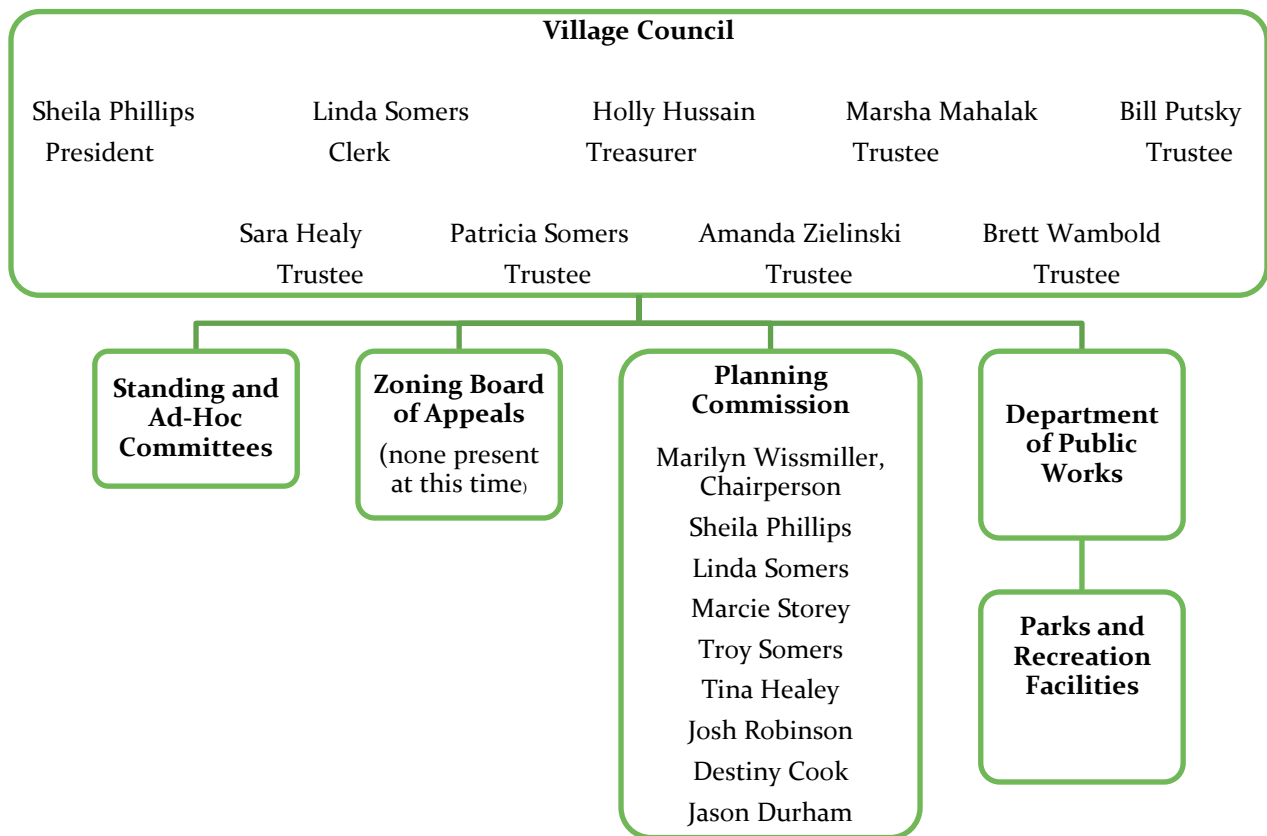 Village Council
Sheila Phillips Linda Somers Holly Hussain Marsha Mahalak Bill Putsky
President Clerk Treasurer Trustee Trustee
Sara Healy Patricia Somers Amanda Zielinski Brett Wambold
Trustee Trustee Trustee Trustee
Standing and
Ad-Hoc
Committees
Zoning Board
of Appeals
(none present
at this time)
Planning
Commission
Marilyn Wissmiller,
Chairperson
Sheila Phillips
Linda Somers
Marcie Storey
Troy Somers
Tina Healey
Josh Robinson
Destiny Cook
Jason Durham
Department
of Public
Works
Parks and
Recreation
Facilities